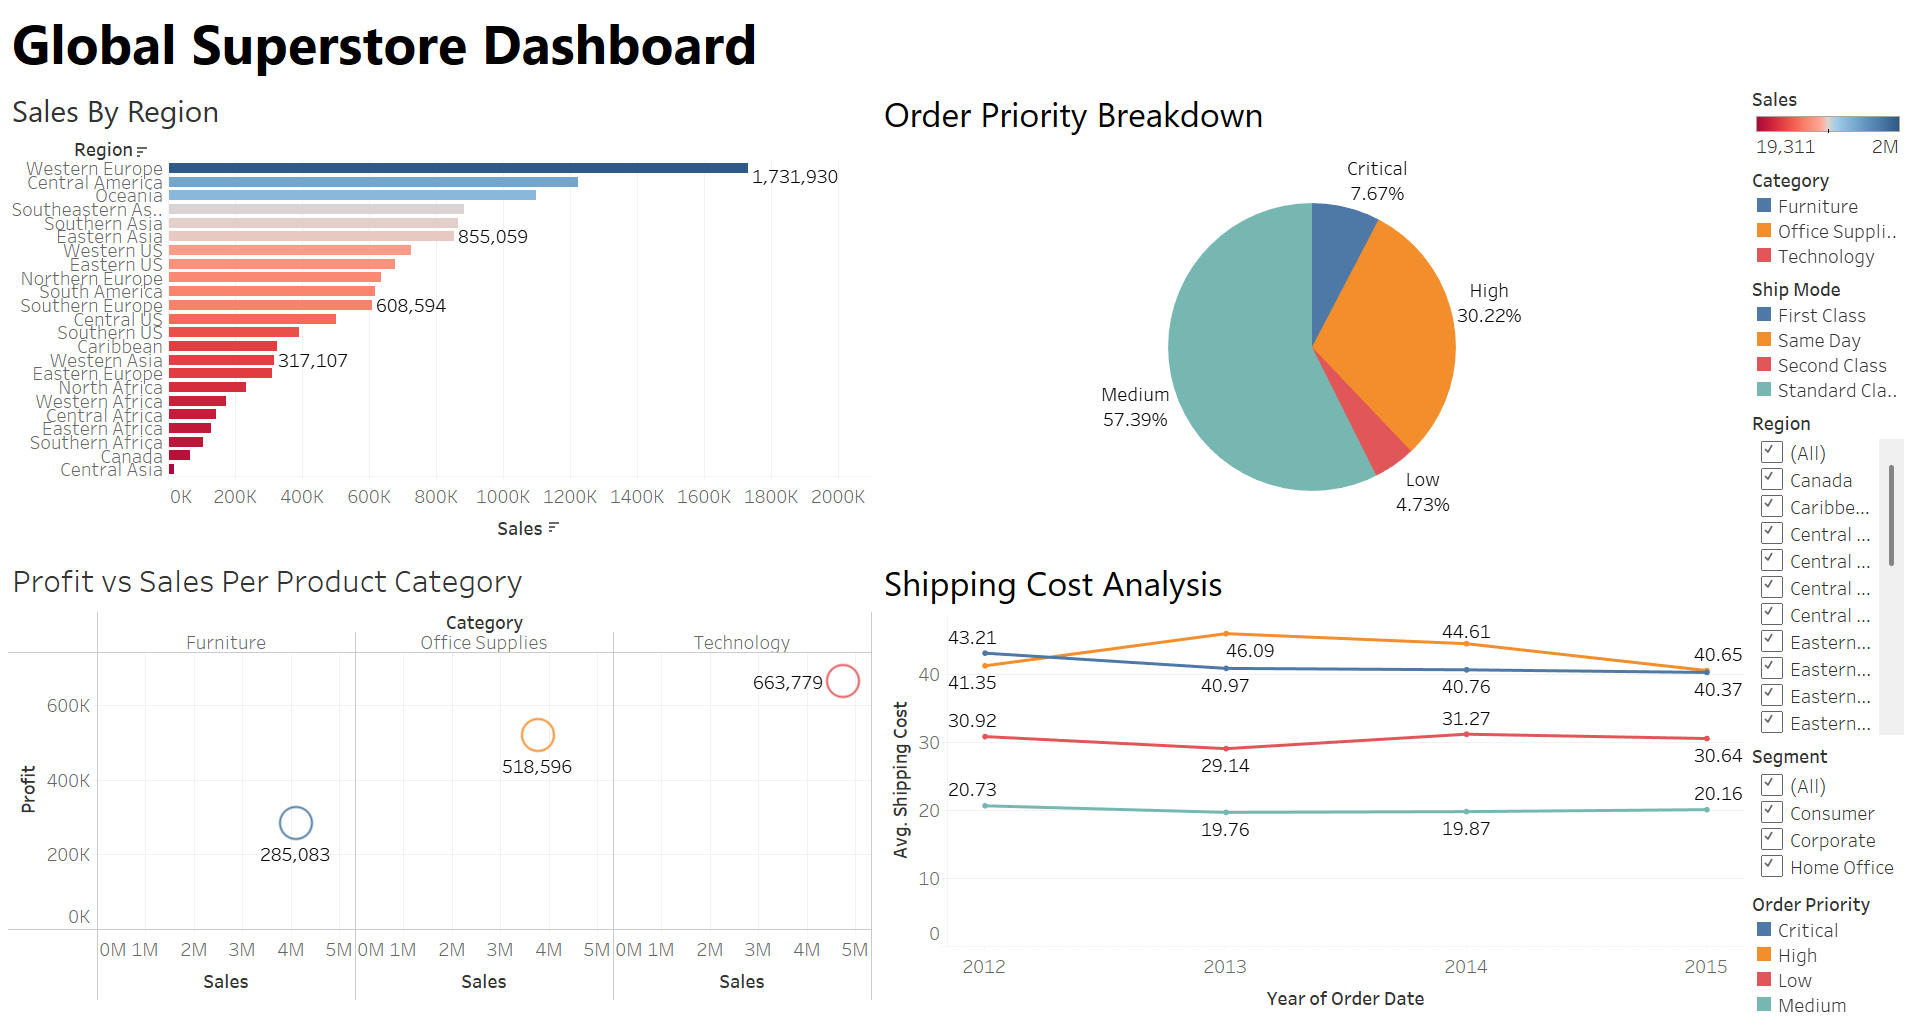 Global Superstore Dashboard
Sales By Region
Region
Western Europe
1,731,930
Central America
Oceania
Southeastern As..
Southern Asia
Eastern Asia
855,059
Western US
Eastern US
Northern Europe
South America
Southern Europe
608,594
Central US
Southern US
Caribbean
Western Asia
317,107
Eastern Europe
North Africa
Western Africa
Central Africa
Eastern Africa
Southern Africa
Canada
Central Asia
0K 200K 400K 600K 800K 1000K 1200K 1400K 1600K 1800K 2000K
Sales
Order Priority Breakdown
Critical
7.67%
High
30.22%
Medium
57.39%
Low
4.73%
Profit vs Sales Per Product Category
Category
Furniture Office Supplies Technology
Profit
600K
400K
200K
0K
663,779
518,596
285,083
0M 1M 2M 3M 4M 5M 0M 1M 2M 3M 4M 5M 0M 1M 2M 3M 4M 5M
Sales Sales Sales
Shipping Cost Analysis
Avg. Shipping Cost
40
30
20
10
0
43.21
46.09
44.61
40.65
41.35
40.97
40.76
40.37
30.92
29.14
31.27
30.64
20.73
19.76
19.87
20.16
2012 2013 2014 2015
Year of Order Date
Sales
19,311 2M
Category
Furniture
Office Suppli..
Technology
Ship Mode
First Class
Same Day
Second Class
Standard Cla..
Region
(All)
Canada
Caribbe...
Central ...
Central ...
Central ...
Central ...
Eastern...
Eastern...
Eastern...
Eastern...
Segment
(All)
Consumer
Corporate
Home Office
Order Priority
Critical
High
Low
Medium